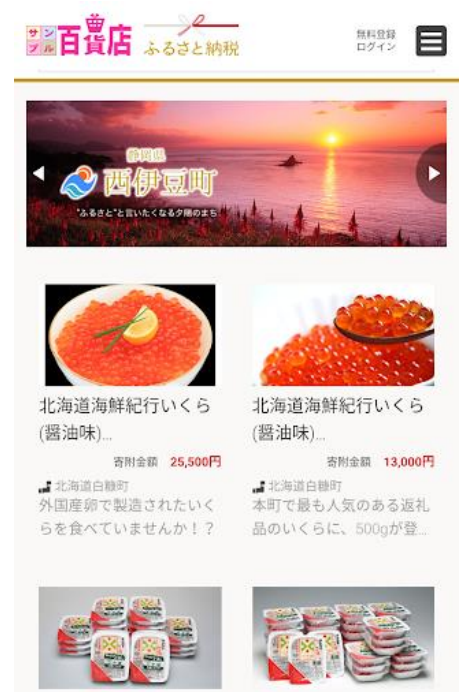 サンプル百貨店 ふるさと納税
無料登録
ログイン
静岡県
西伊豆町
"ふるさと"と言いたくなる夕陽のまち
北海道海鮮紀行いくら
(醤油味)...
寄附金額 25,500円
北海道白糠町
外国産卵で製造されたいく
らを食べていませんか！？
北海道海鮮紀行いくら
(醤油味)...
寄附金額 13,000円
北海道白糠町
本町で最も人気のある返礼
品のいくらに、500gが登...